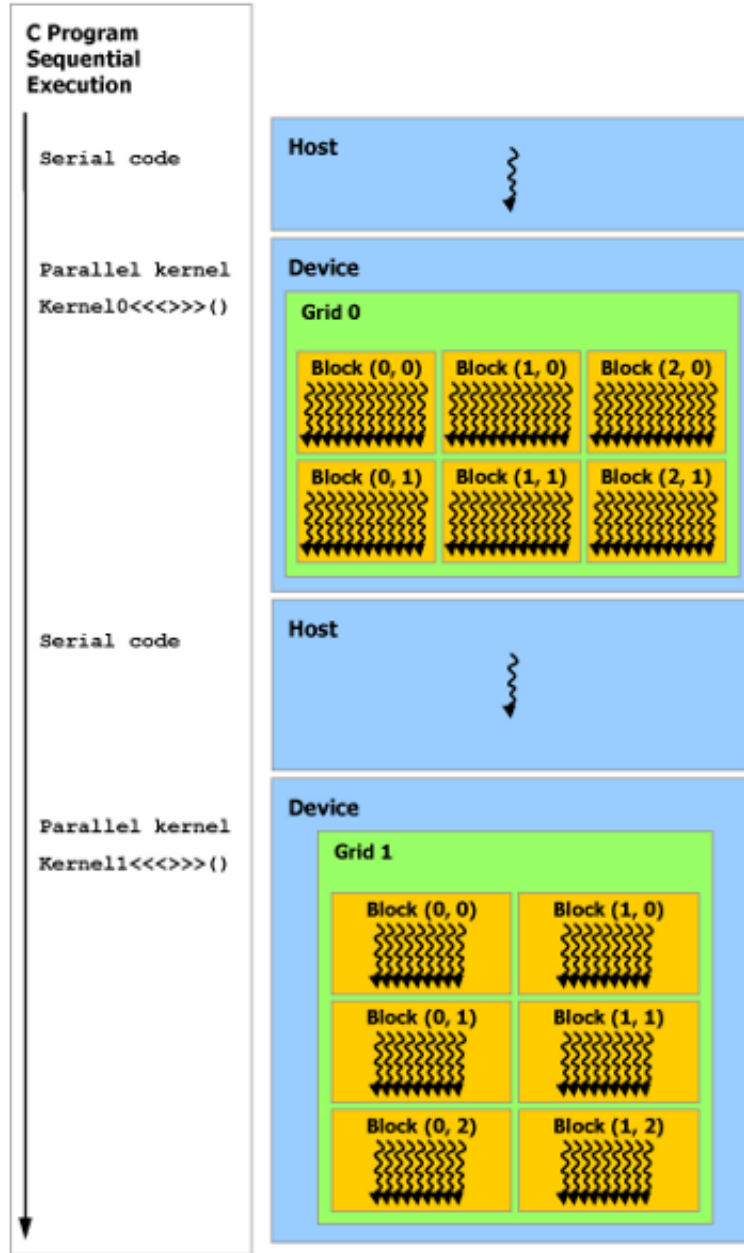 C Program
Sequential
Execution
Serial code
Host
Parallel kernel
Kernel0<<<>>>()
Device
Grid 0
Block (0, 0)
Block (1, 0)
Block (2, 0)
Block (0, 1)
Block (1, 1)
Block (2, 1)
Serial code
Host
Parallel kernel
Kernel1<<<>>>()
Device
Grid 1
Block (0, 0)
Block (1, 0)
Block (0, 1)
Block (1, 1)
Block (0, 2)
Block (1, 2)